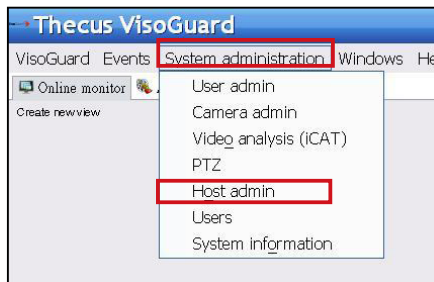 Thecus VisoGuard
VisoGuard Events System administration Windows He
Online monitor
Create new view
User admin
Camera admin
Video analysis (iCAT)
PTZ
Host admin
Users
System information